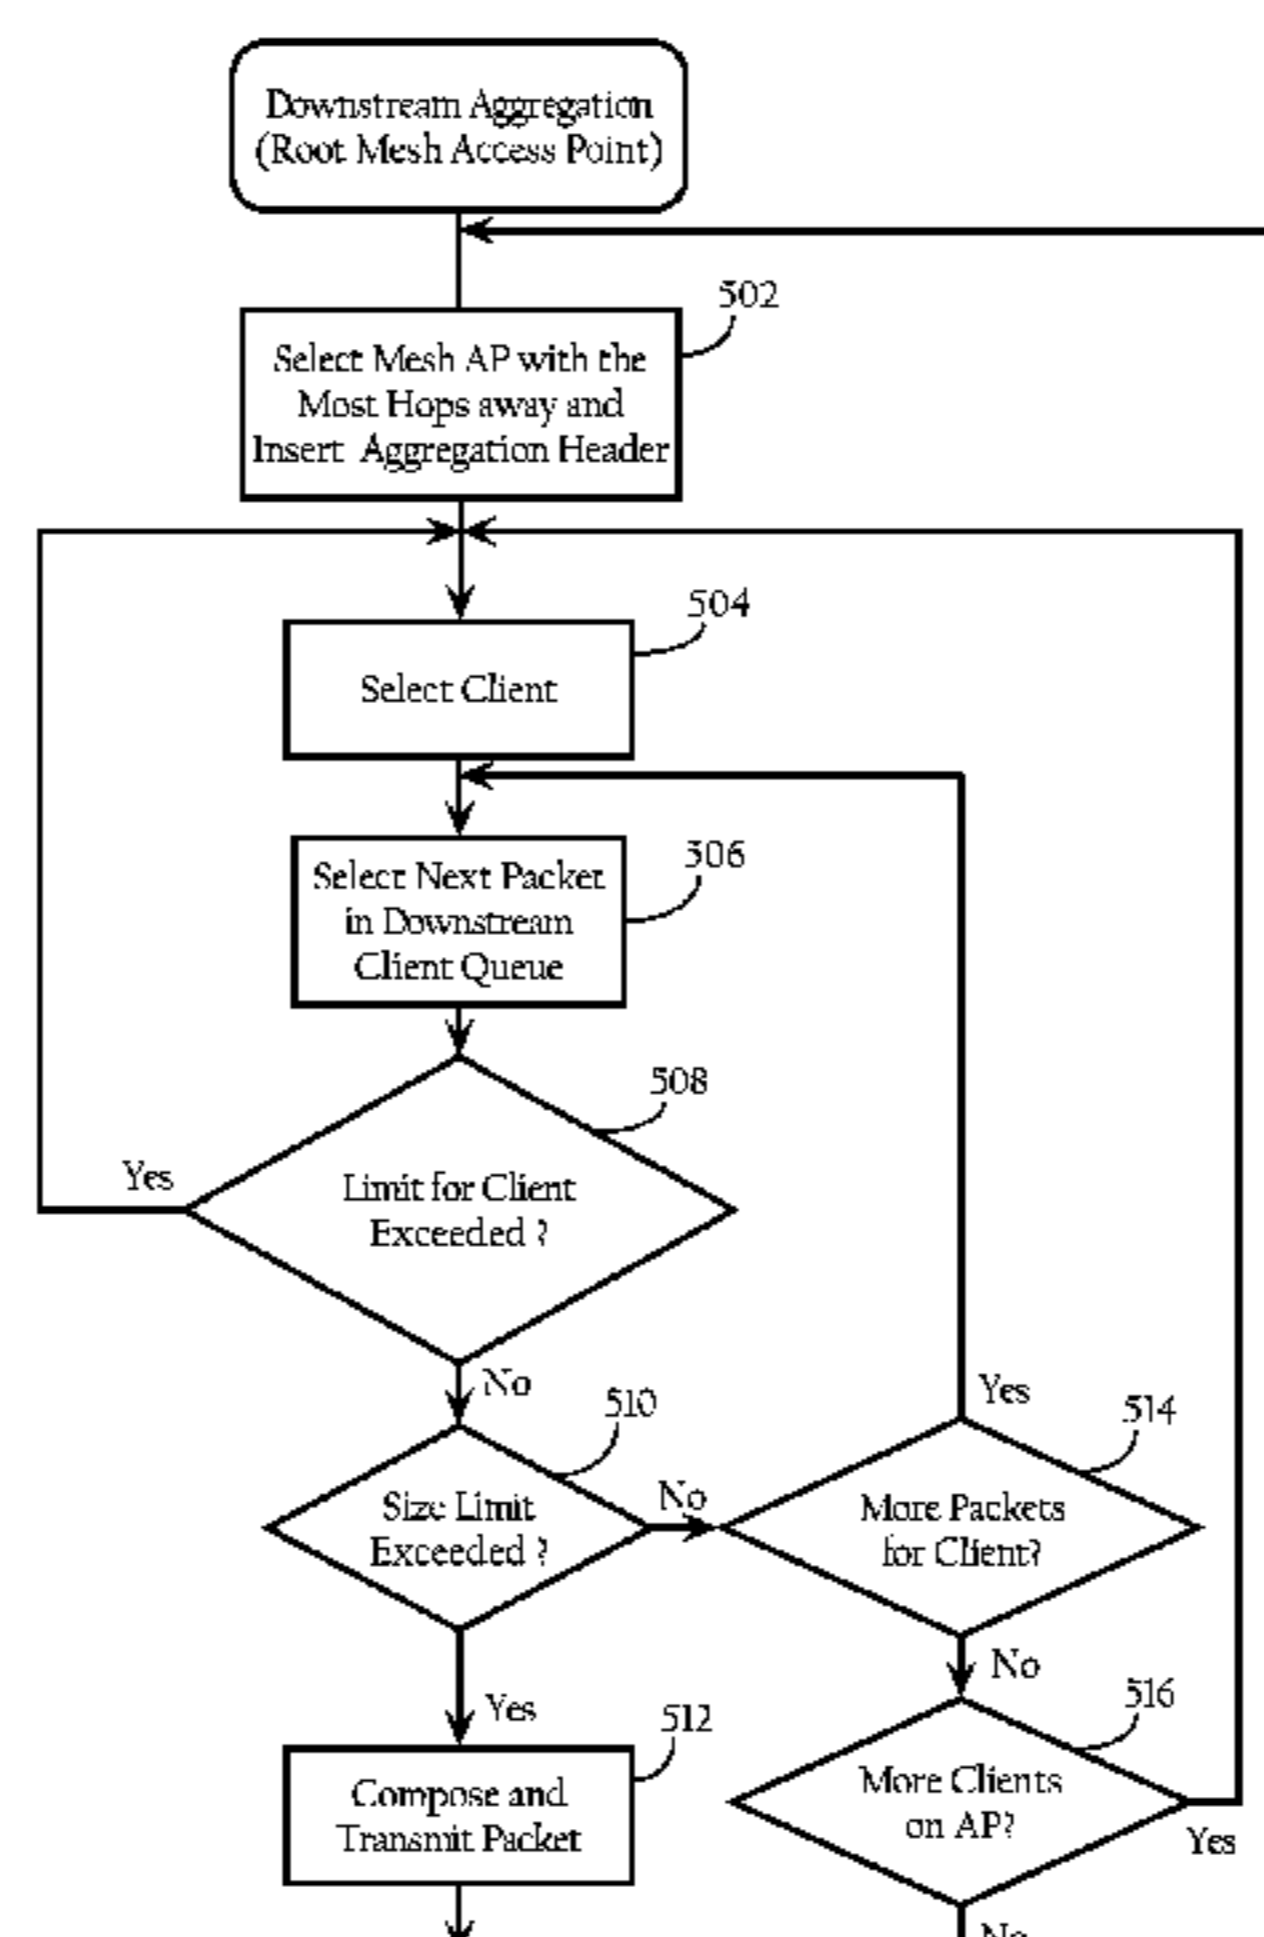 Downstream Aggregation
(Root Mesh Access Point)
502
Select Mesh AP with the
Most Hops away and
Insert Aggregation Header
504
Select Client
506
Select Next Packet
in Downstream
Client Queue
508
Yes
Limit for Client
Exceeded ?
No
510
Size Limit
Exceeded ?
No
Yes
514
More Packets
for Client?
No
Yes
512
Compose and
Transmit Packet
516
More Clients
on AP?
Yes
No